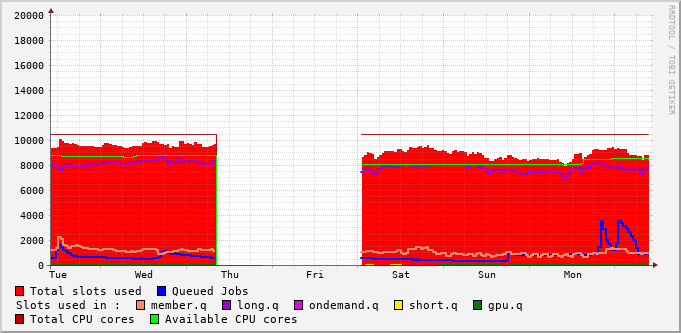 RRDTOOL / TOBI OETIKER
20000
18000
16000
14000
12000
10000
8000
6000
4000
2000
0
Tue Wed Thu Fri Sat Sun Mon
Total slots used Queued Jobs
Slots used in : member.q long.q ondemand.q short.q gpu.q
Total CPU cores Available CPU cores